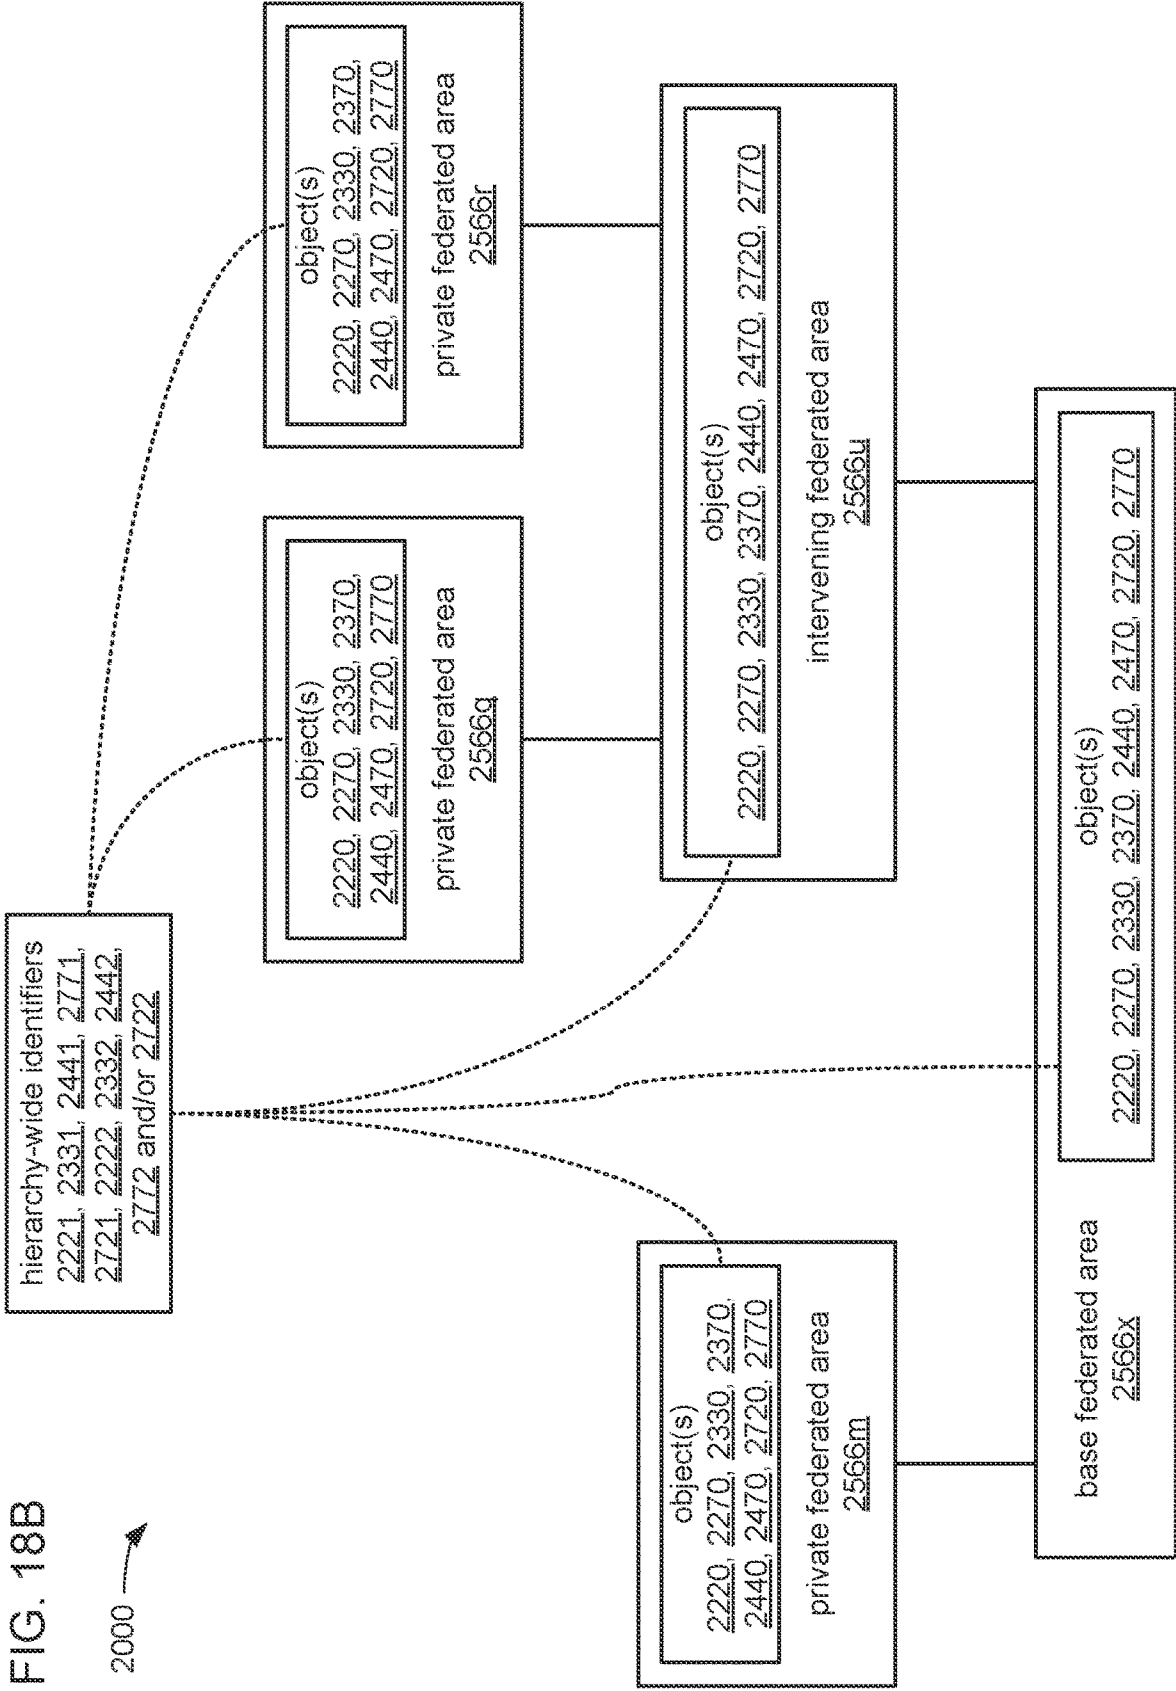 FIG. 18B
2000
hierarchy-wide identifiers
2221, 2331, 2441, 2771,
2721, 2222, 2332, 2442,
2772 and/or 2722
object(s)
2220, 2270, 2330, 2370,
2440, 2470, 2720, 2770
private federated area
2566q
object(s)
2220, 2270, 2330, 2370,
2440, 2470, 2720, 2770
private federated area
2566r
object(s)
2220, 2270, 2330, 2370,
2440, 2470, 2720, 2770
private federated area
2566m
object(s)
2220, 2270, 2330, 2370, 2440, 2470, 2720, 2770
intervening federated area
2566u
object(s)
2220, 2270, 2330, 2370, 2440, 2470, 2720, 2770
base federated area
2566x